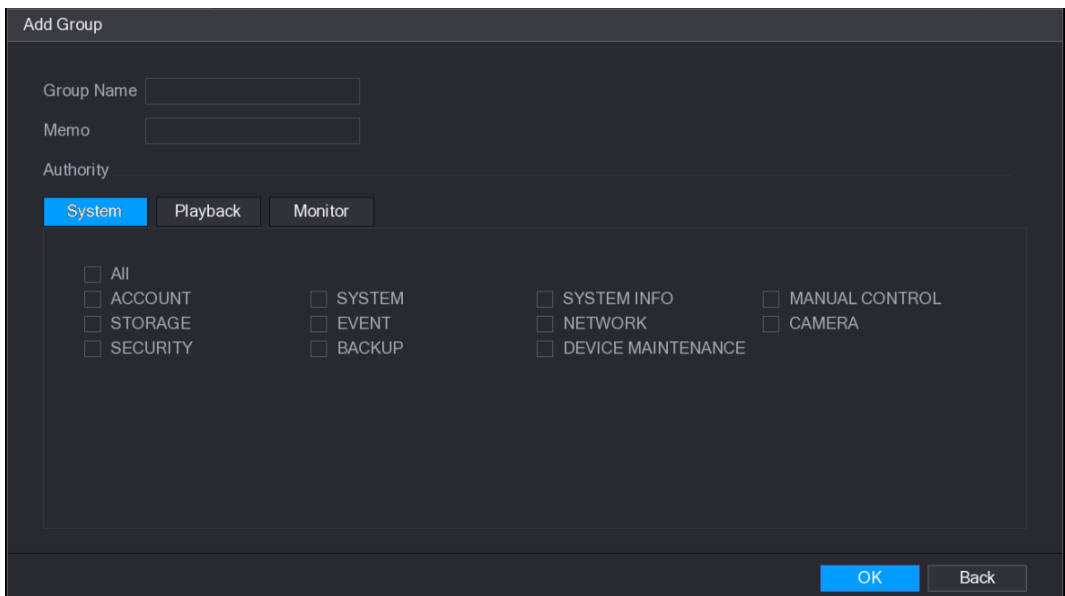 Add Group
Group Name
Memo
Authority
System Playback Monitor
All
ACCOUNT SYSTEM SYSTEM INFO MANUAL CONTROL
STORAGE EVENT NETWORK CAMERA
SECURITY BACKUP DEVICE MAINTENANCE
OK Back